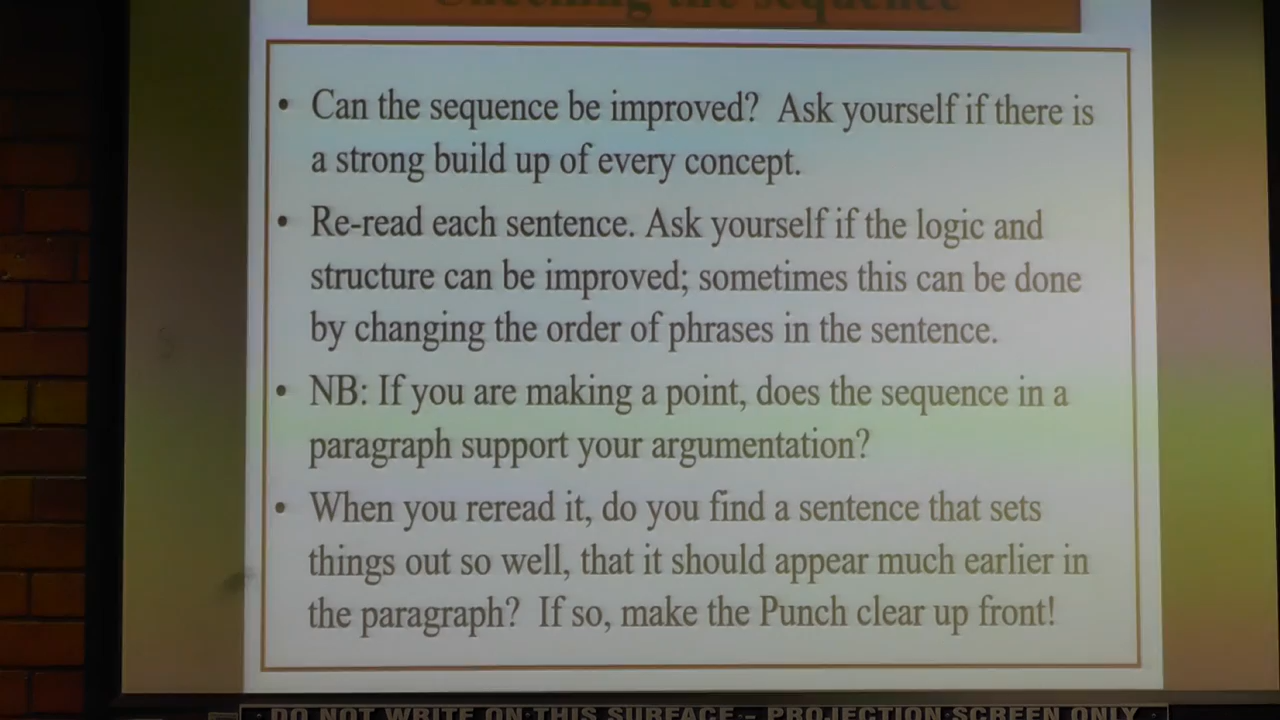 Checking the sequence
• Can the sequence be improved? Ask yourself if there is
a strong build up of every concept.
• Re-read each sentence. Ask yourself if the logic and
structure can be improved; sometimes this can be done
by changing the order of phrases in the sentence.
• NB: If you are making a point, does the sequence in a
paragraph support your argumentation?
• When you reread it, do you find a sentence that sets
things out so well, that it should appear much earlier in
the paragraph? If so, make the Punch clear up front!
DO NOT WRITE ON THIS SURFACE - PROJECTION SCREEN ONLY